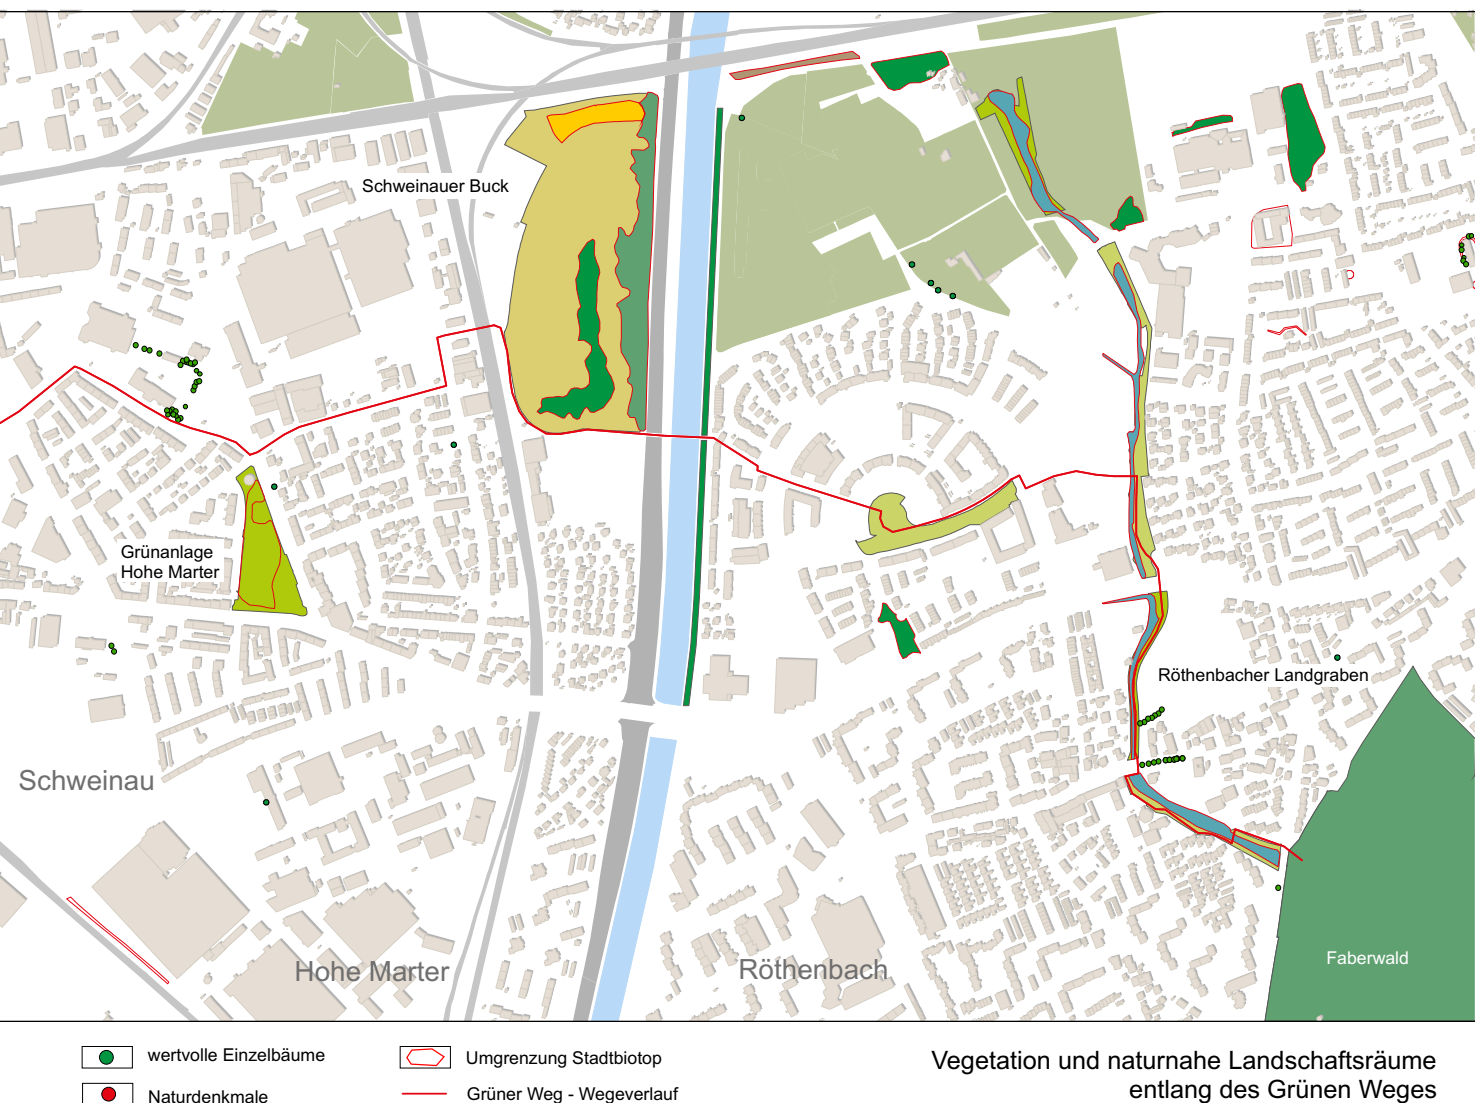 Schweinauer Buck
Grünanlage
Hohe Marter
Röthenbacher Landgraben
Schweinau
Hohe Marter
Röthenbach
Faberwald
wertvolle Einzelbäume
Naturdenkmale
Umgrenzung Stadtbiotop
Grüner Weg - Wegeverlauf
Vegetation und naturnahe Landschaftsräume
entlang des Grünen Weges